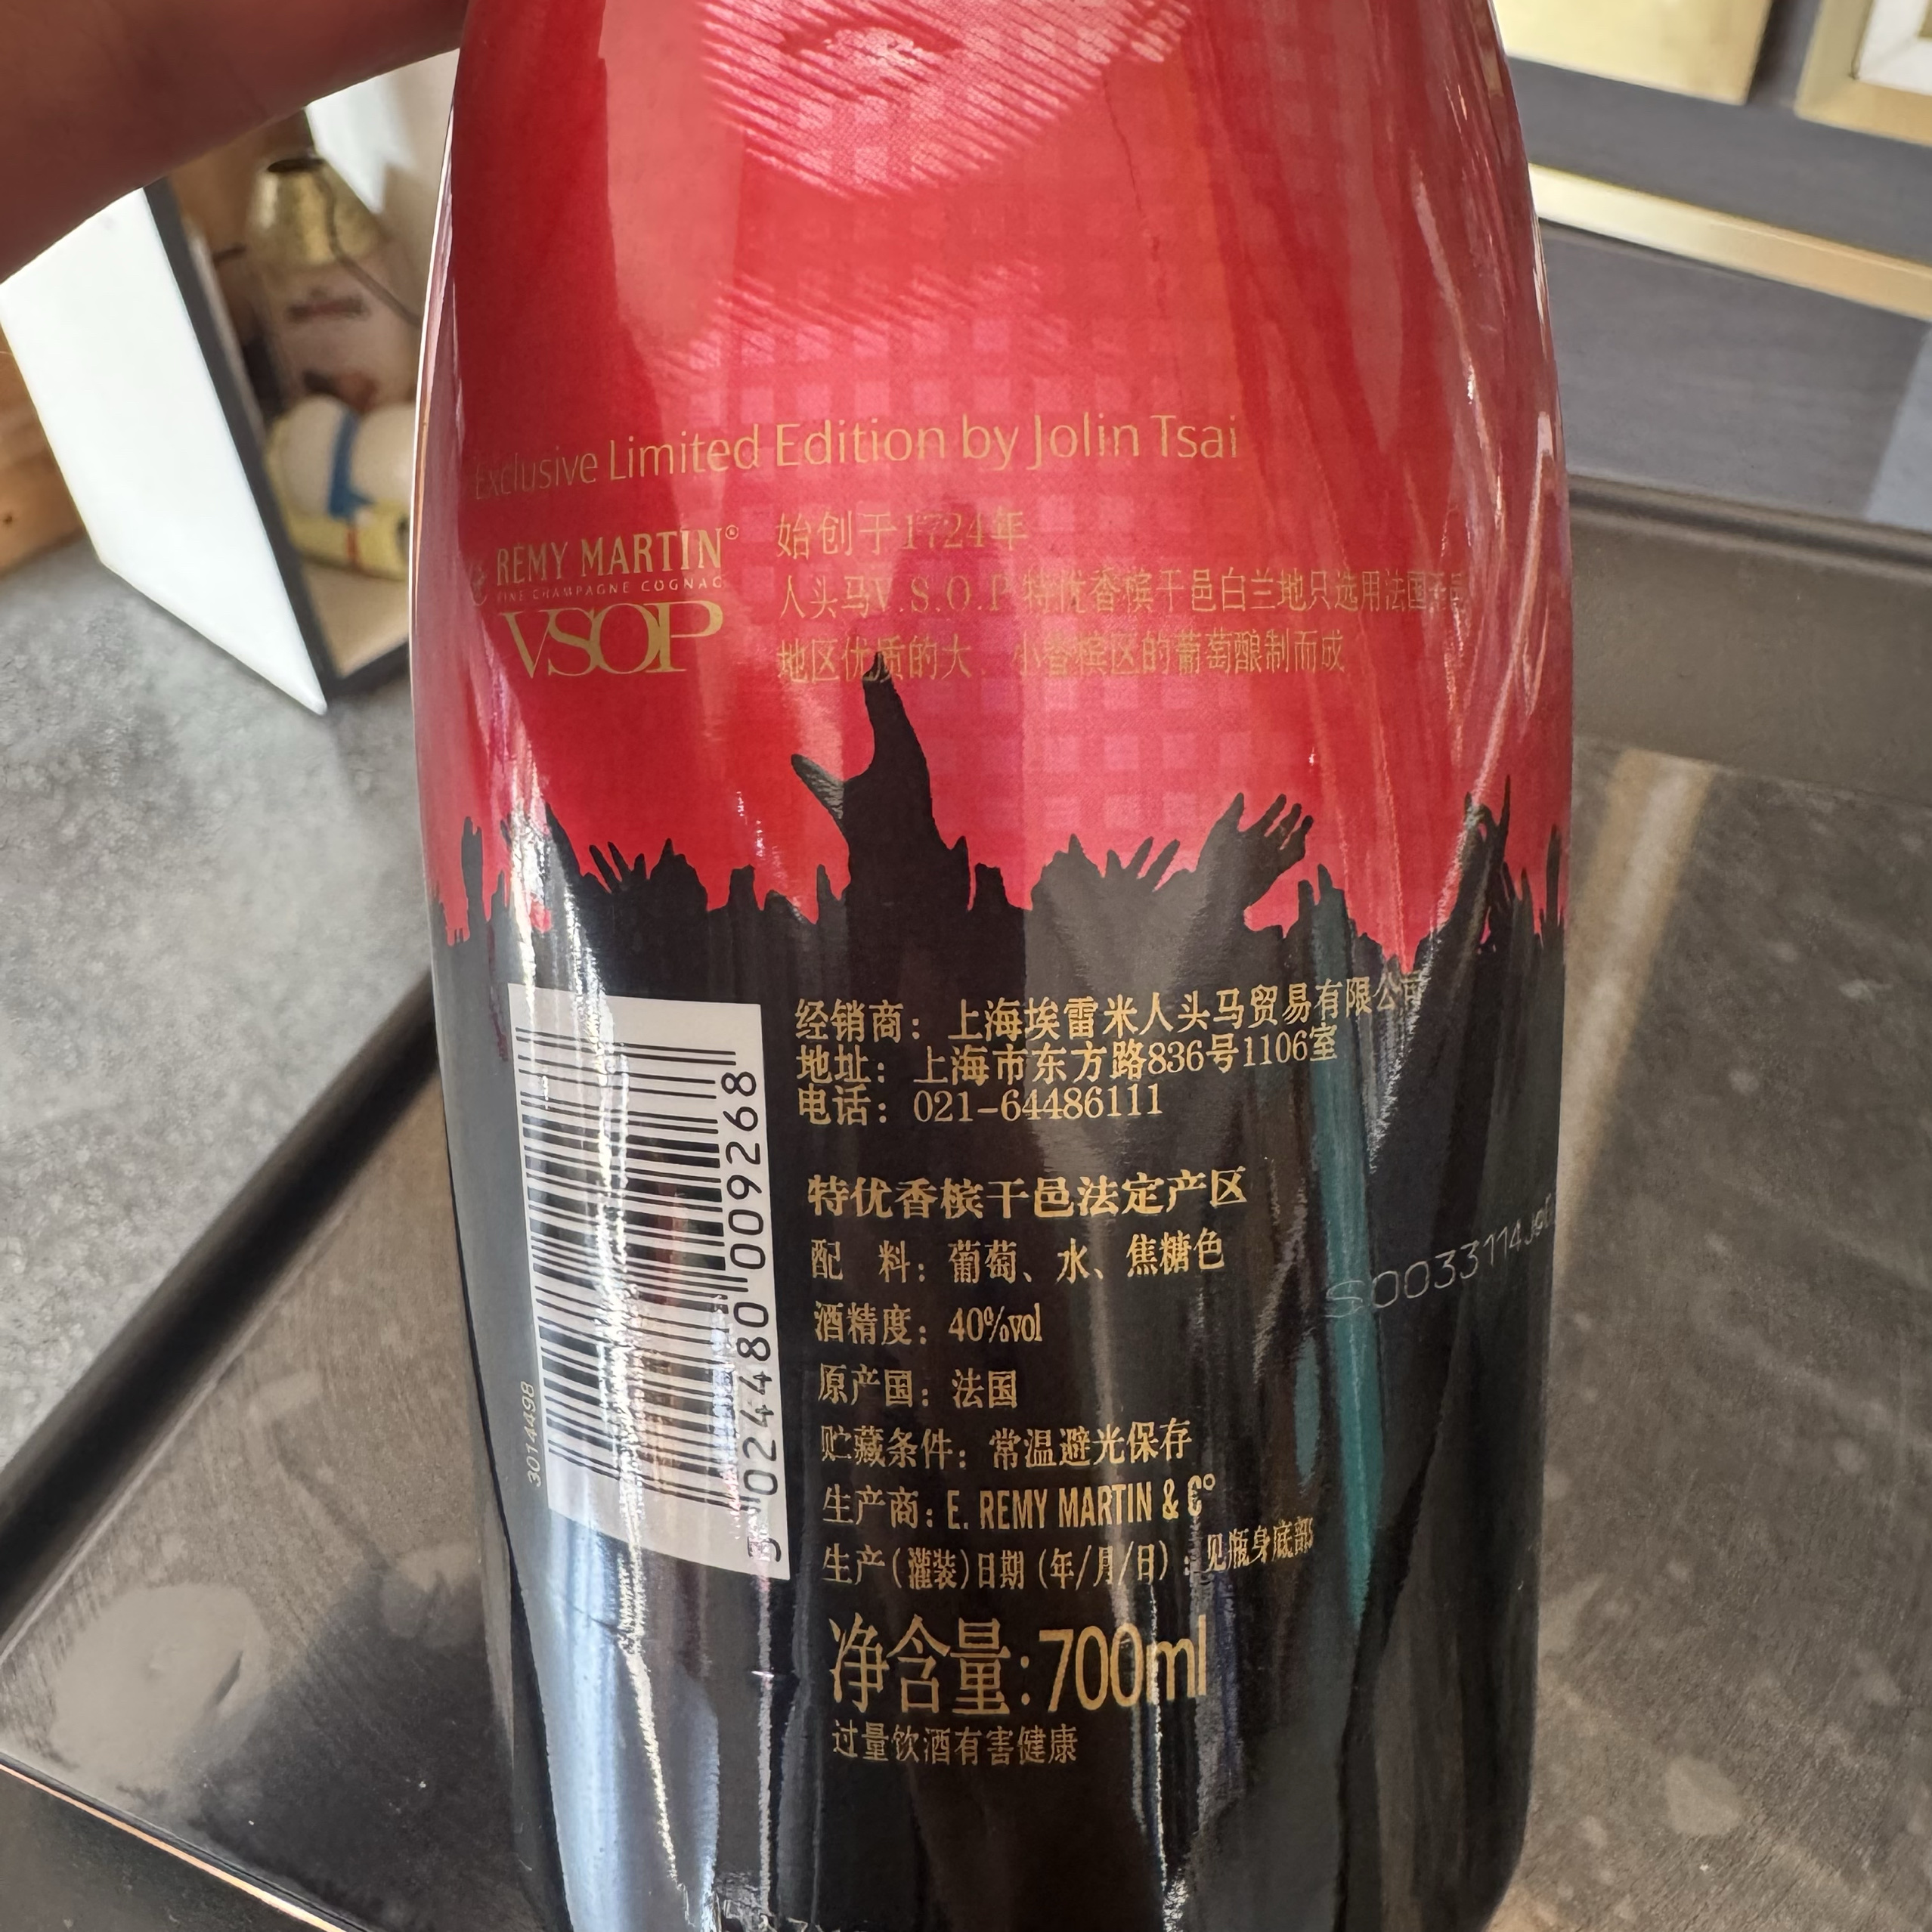 Exclusive Limited Edition by Jolin Tsai
RÉMY MARTIN®
FINE CHAMPAGNE COGNAC
VSOP
始创于1724年
人头马V.S.O.P特优香槟干邑白兰地只选用法国干邑
地区优质的大、小香槟区的葡萄酿制而成
经销商：上海埃雷米人头马贸易有限公司
地址：上海市东方路836号1106室
电话：021-64486111
特优香槟干邑法定产区
配 料：葡萄、水、焦糖色
酒精度：40%vol
原产国：法国
贮藏条件：常温避光保存
生产商：E. REMY MARTIN & C°
生产(灌装)日期(年/月/日)：见瓶身底部
净含量:700ml
过量饮酒有害健康
3 024480 009268
3014498
S0033114